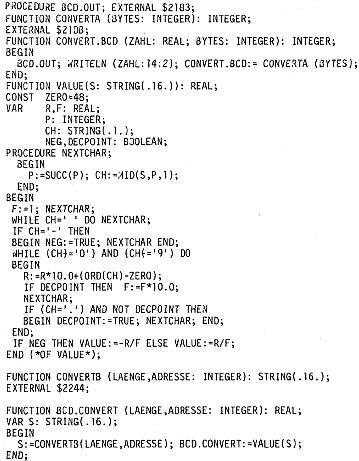 PROCEDURE BCD.OUT; EXTERNAL $21B3;
FUNCTION CONVERTA (BYTES: INTEGER): INTEGER;
EXTERNAL $21DB;
FUNCTION CONVERT.BCD (ZAHL: REAL; BYTES: INTEGER): INTEGER;
BEGIN
BCD.OUT; WRITELN (ZAHL:14:2); CONVERT.BCD:= CONVERTA (BYTES);
END;
FUNCTION VALUE(S: STRING(.16.)): REAL;
CONST ZERO=48;
VAR R,F: REAL;
P: INTEGER;
CH: STRING(.1.);
NEG,DECPOINT: BOOLEAN;
PROCEDURE NEXTCHAR;
BEGIN
P:=SUCC(P); CH:=MID(S,P,1);
END;
BEGIN
F:=1; NEXTCHAR;
WHILE CH=' ' DO NEXTCHAR;
IF CH='-' THEN
BEGIN NEG:=TRUE; NEXTCHAR END;
WHILE (CH}='0') AND (CH{='9') DO
BEGIN
R:=R*10.0+(ORD(CH)-ZERO);
IF DECPOINT THEN F:=F*10.0;
NEXTCHAR;
IF (CH='.') AND NOT DECPOINT THEN
BEGIN DECPOINT:=TRUE; NEXTCHAR; END;
END;
IF NEG THEN VALUE:=-R/F ELSE VALUE:=R/F;
END (*OF VALUE*);
FUNCTION CONVERTB (LAENGE,ADRESSE: INTEGER): STRING(.16.);
EXTERNAL $2244;
FUNCTION BCD.CONVERT (LAENGE,ADRESSE: INTEGER): REAL;
VAR S: STRING(.16.);
BEGIN
S:=CONVERTB(LAENGE,ADRESSE); BCD.CONVERT:=VALUE(S);
END;